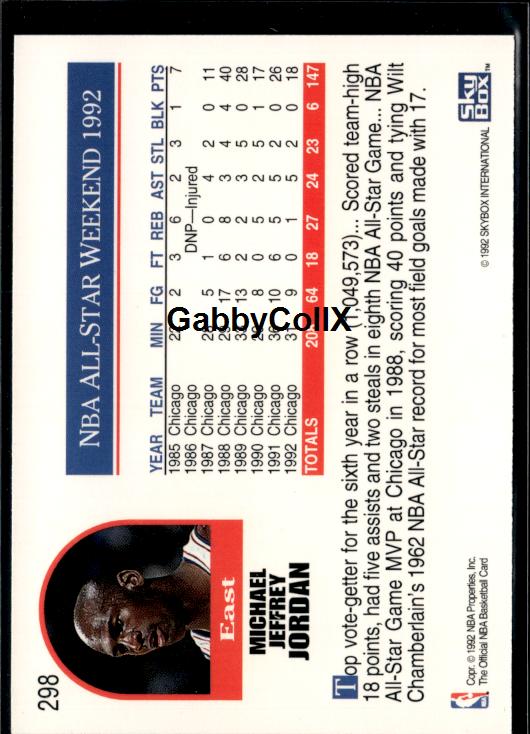 298
East
MICHAEL
JEFFREY
JORDAN
NBA ALL-STAR WEEKEND 1992
YEAR TEAM MIN FG FT REB AST STL BLK PTS
1985 Chicago 2 3 6 2 3 1 7
1986 Chicago DNP—Injured
1987 Chicago 5 1 0 4 2 0 11
1988 Chicago 17 6 8 3 4 4 40
1989 Chicago 13 2 2 3 5 0 28
1990 Chicago 8 0 5 2 5 1 17
1991 Chicago 10 6 5 5 2 0 26
1992 Chicago 9 0 1 5 2 0 18
TOTALS 64 18 27 24 23 6 147
Top vote-getter for the sixth year in a row (1,049,573)... Scored team-high
18 points, had five assists and two steals in eighth NBA All-Star Game... NBA
All-Star Game MVP at Chicago in 1988, scoring 40 points and tying Wilt
Chamberlain's 1962 NBA All-Star record for most field goals made with 17.
Copr. © 1992 NBA Properties, Inc.
The Official NBA Basketball Card
NBA
© 1992 SKYBOX INTERNATIONAL
SKY
BOX™
GabbyCollX